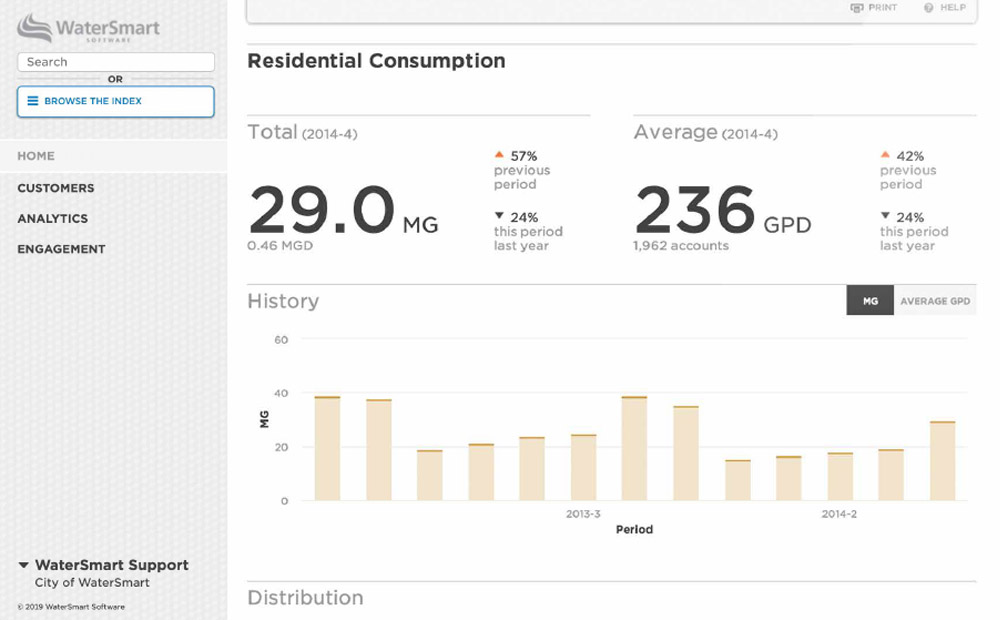 WaterSmart
SOFTWARE
Search
OR
BROWSE THE INDEX
HOME
CUSTOMERS
ANALYTICS
ENGAGEMENT
WaterSmart Support
City of WaterSmart
© 2019 WaterSmart Software
PRINT HELP
Residential Consumption
Total (2014-4)
29.0 MG
0.46 MGD
57%
previous
period
24%
this period
last year
Average (2014-4)
236 GPD
1,962 accounts
42%
previous
period
24%
this period
last year
History
MG AVERAGE GPD
60
40
20
0
MG
2013-3 2014-2
Period
Distribution